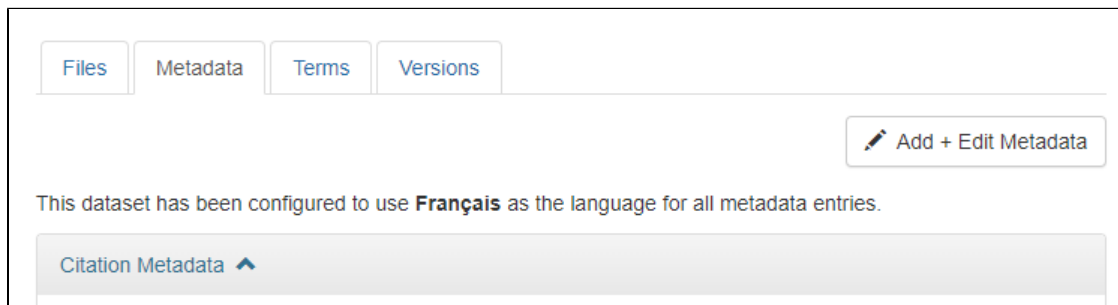 Files Metadata Terms Versions
Add + Edit Metadata
This dataset has been configured to use Français as the language for all metadata entries.
Citation Metadata